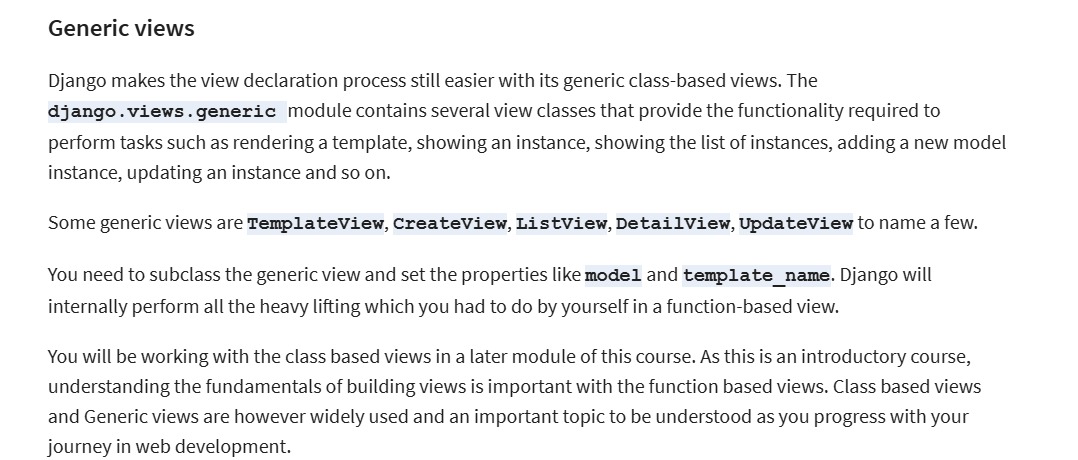 Generic views
Django makes the view declaration process still easier with its generic class-based views. The
django.views.generic module contains several view classes that provide the functionality required to
perform tasks such as rendering a template, showing an instance, showing the list of instances, adding a new model
instance, updating an instance and so on.
Some generic views are TemplateView, CreateView, ListView, DetailView, UpdateView to name a few.
You need to subclass the generic view and set the properties like model and template_name. Django will
internally perform all the heavy lifting which you had to do by yourself in a function-based view.
You will be working with the class based views in a later module of this course. As this is an introductory course,
understanding the fundamentals of building views is important with the function based views. Class based views
and Generic views are however widely used and an important topic to be understood as you progress with your
journey in web development.